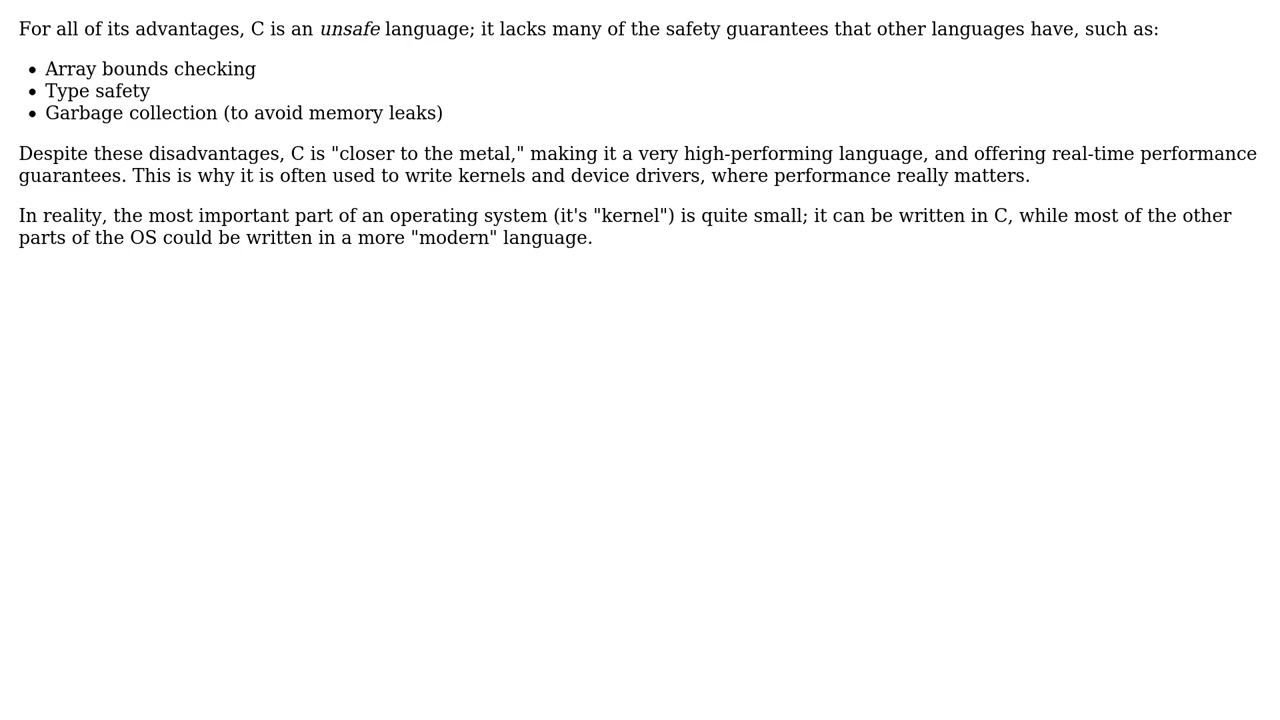 For all of its advantages, C is an unsafe language; it lacks many of the safety guarantees that other languages have, such as:
• Array bounds checking
• Type safety
• Garbage collection (to avoid memory leaks)
Despite these disadvantages, C is "closer to the metal," making it a very high-performing language, and offering real-time performance
guarantees. This is why it is often used to write kernels and device drivers, where performance really matters.
In reality, the most important part of an operating system (it's "kernel") is quite small; it can be written in C, while most of the other
parts of the OS could be written in a more "modern" language.